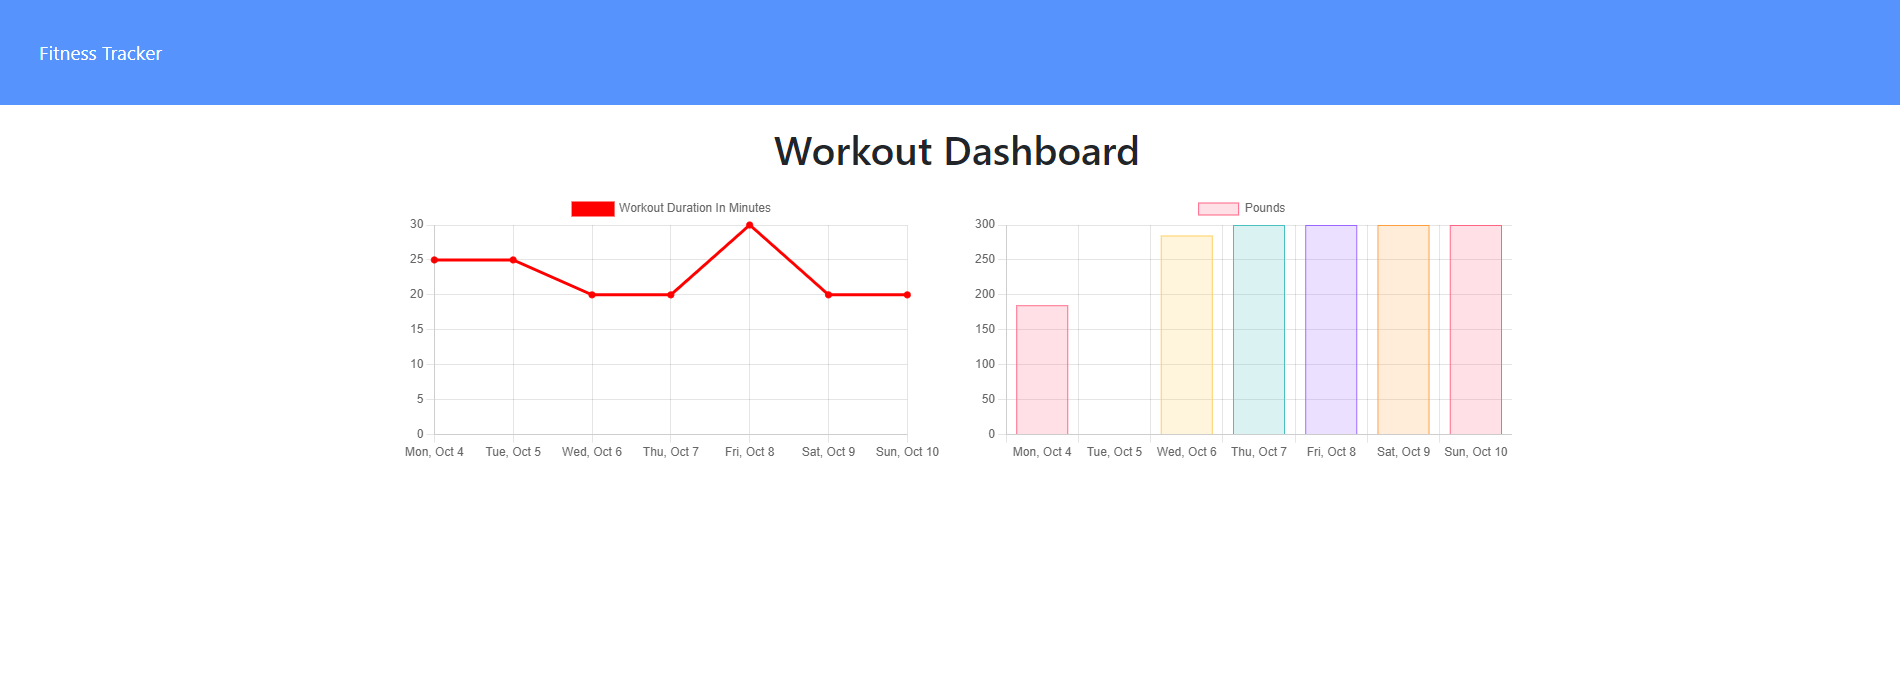 Fitness Tracker
Workout Dashboard
Workout Duration In Minutes
30
25
20
15
10
5
0
Mon, Oct 4 Tue, Oct 5 Wed, Oct 6 Thu, Oct 7 Fri, Oct 8 Sat, Oct 9 Sun, Oct 10
Pounds
300
250
200
150
100
50
0
Mon, Oct 4 Tue, Oct 5 Wed, Oct 6 Thu, Oct 7 Fri, Oct 8 Sat, Oct 9 Sun, Oct 10